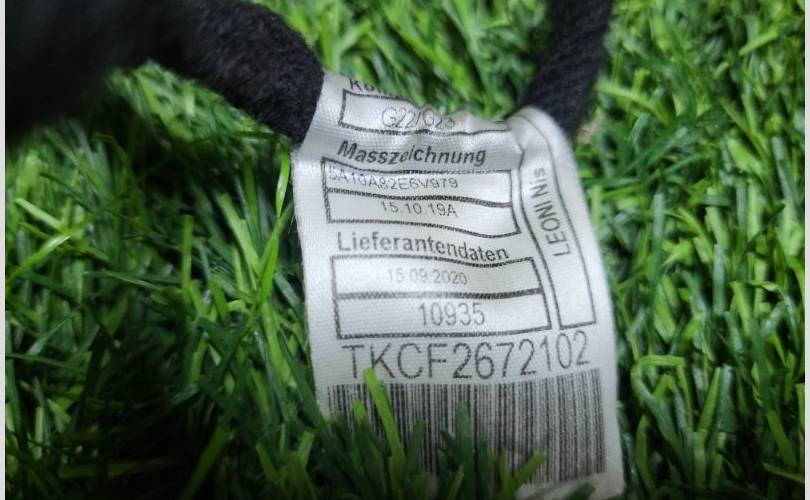 G22/G23
Masszeichnung
5A10A82E6V979
15.10.19A
LEONI Nis
Lieferantendaten
15.09.2020
10935
TKCF2672102